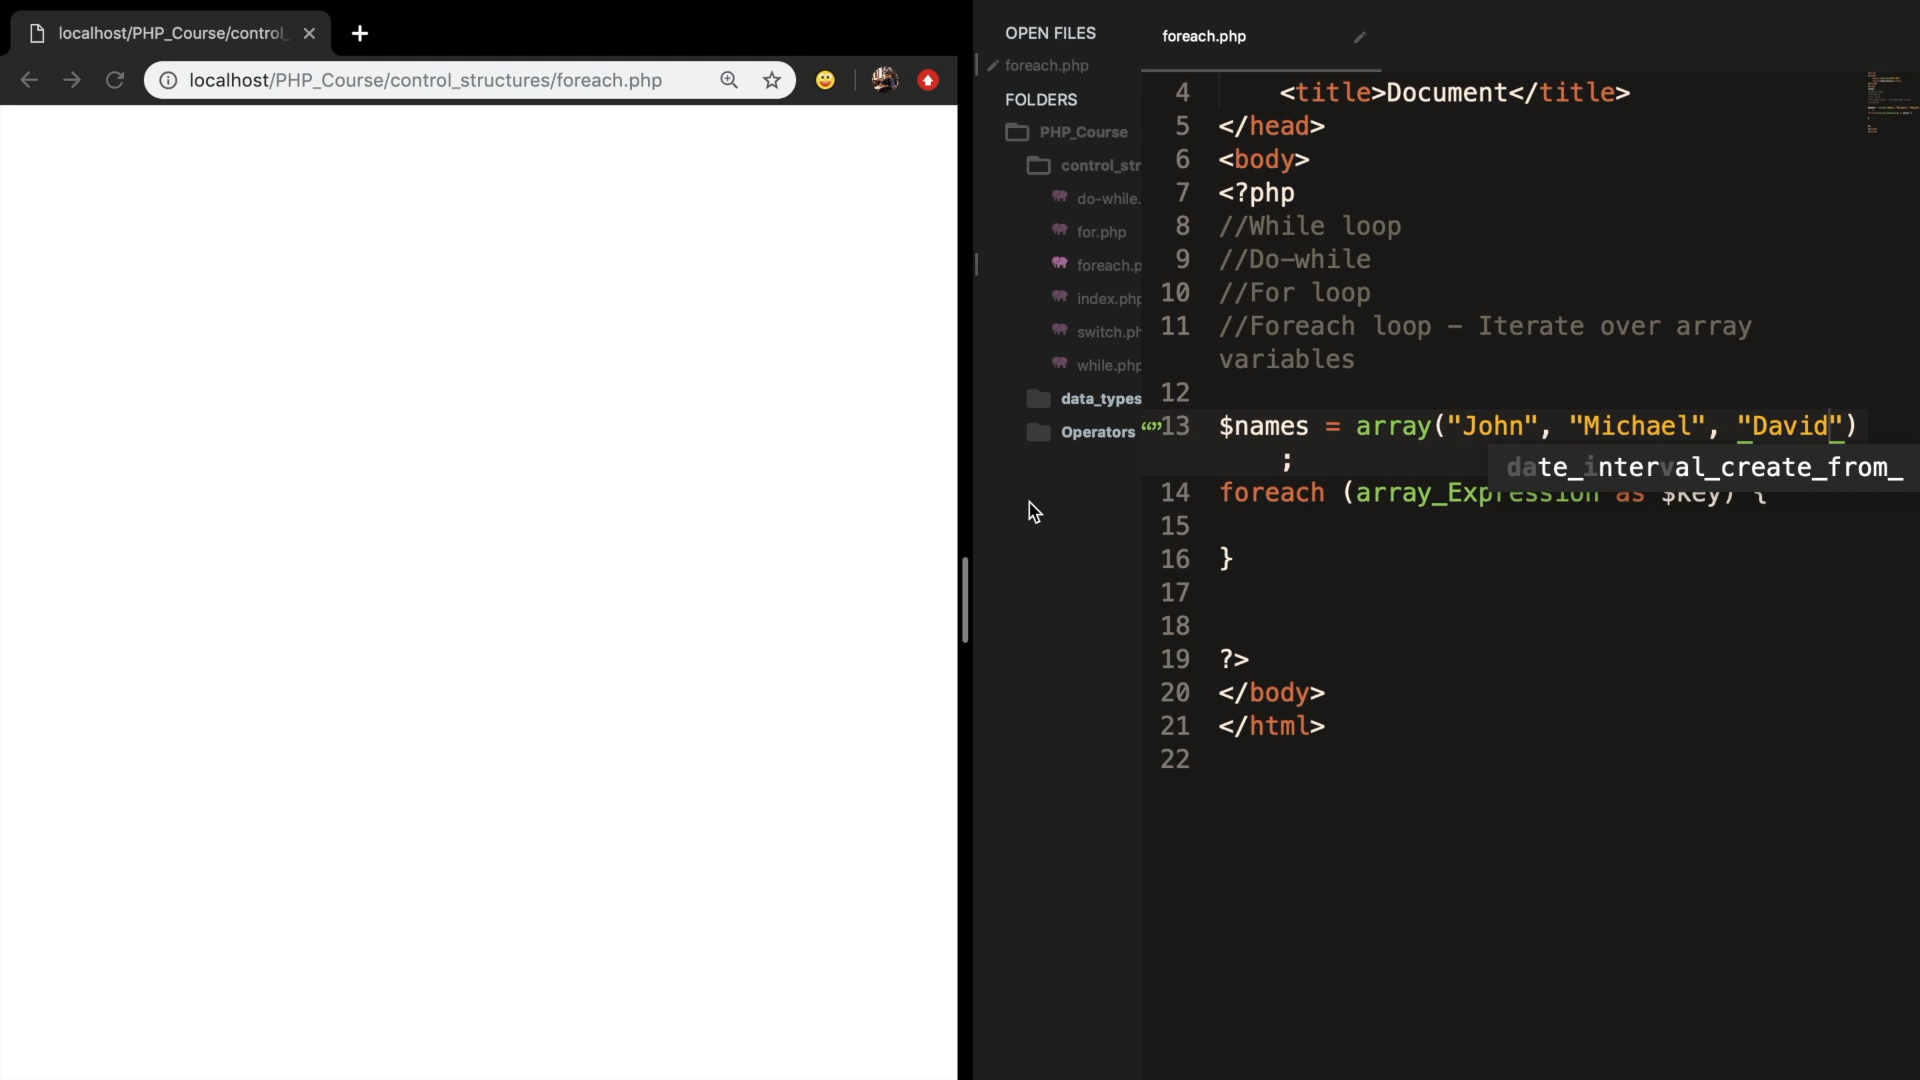 localhost/PHP_Course/control_
localhost/PHP_Course/control_structures/foreach.php
OPEN FILES
foreach.php
FOLDERS
PHP_Course
control_str
do-while.
for.php
foreach.p
index.php
switch.ph
while.php
data_types
Operators
foreach.php
4 <title>Document</title>
5 </head>
6 <body>
7 <?php
8 //While loop
9 //Do-while
10 //For loop
11 //Foreach loop - Iterate over array
variables
12
13 $names = array("John", "Michael", "David")
;
date_interval_create_from_
14 foreach (array_Expression as $key) {
15
16 }
17
18
19 ?>
20 </body>
21 </html>
22